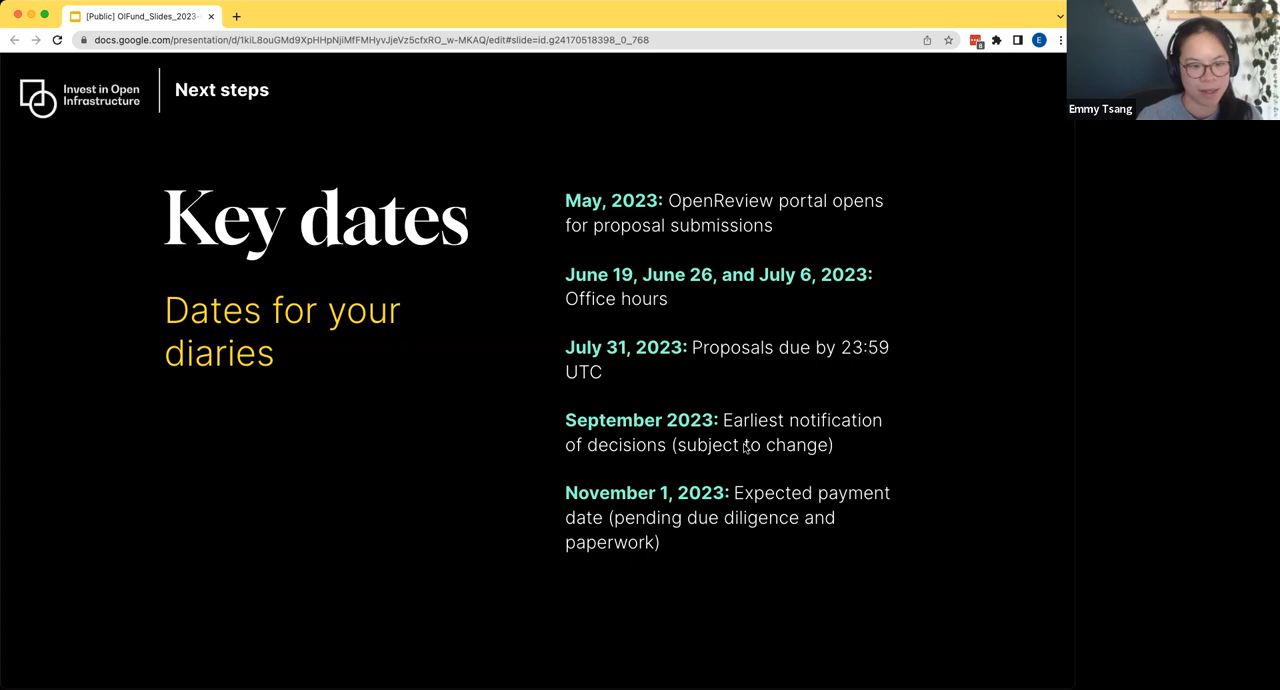 [Public] OIFund_Slides_2023-
docs.google.com/presentation/d/1kiL8ouGMd9XpHHpNjiMfFMHyvJjeVz5cfxRO_w-MKAQ/edit#slide=id.g24170518398_0_768
E
Emmy Tsang
Invest in Open
Infrastructure
Next steps
Key dates
Dates for your
diaries
May, 2023: OpenReview portal opens
for proposal submissions
June 19, June 26, and July 6, 2023:
Office hours
July 31, 2023: Proposals due by 23:59
UTC
September 2023: Earliest notification
of decisions (subject to change)
November 1, 2023: Expected payment
date (pending due diligence and
paperwork)